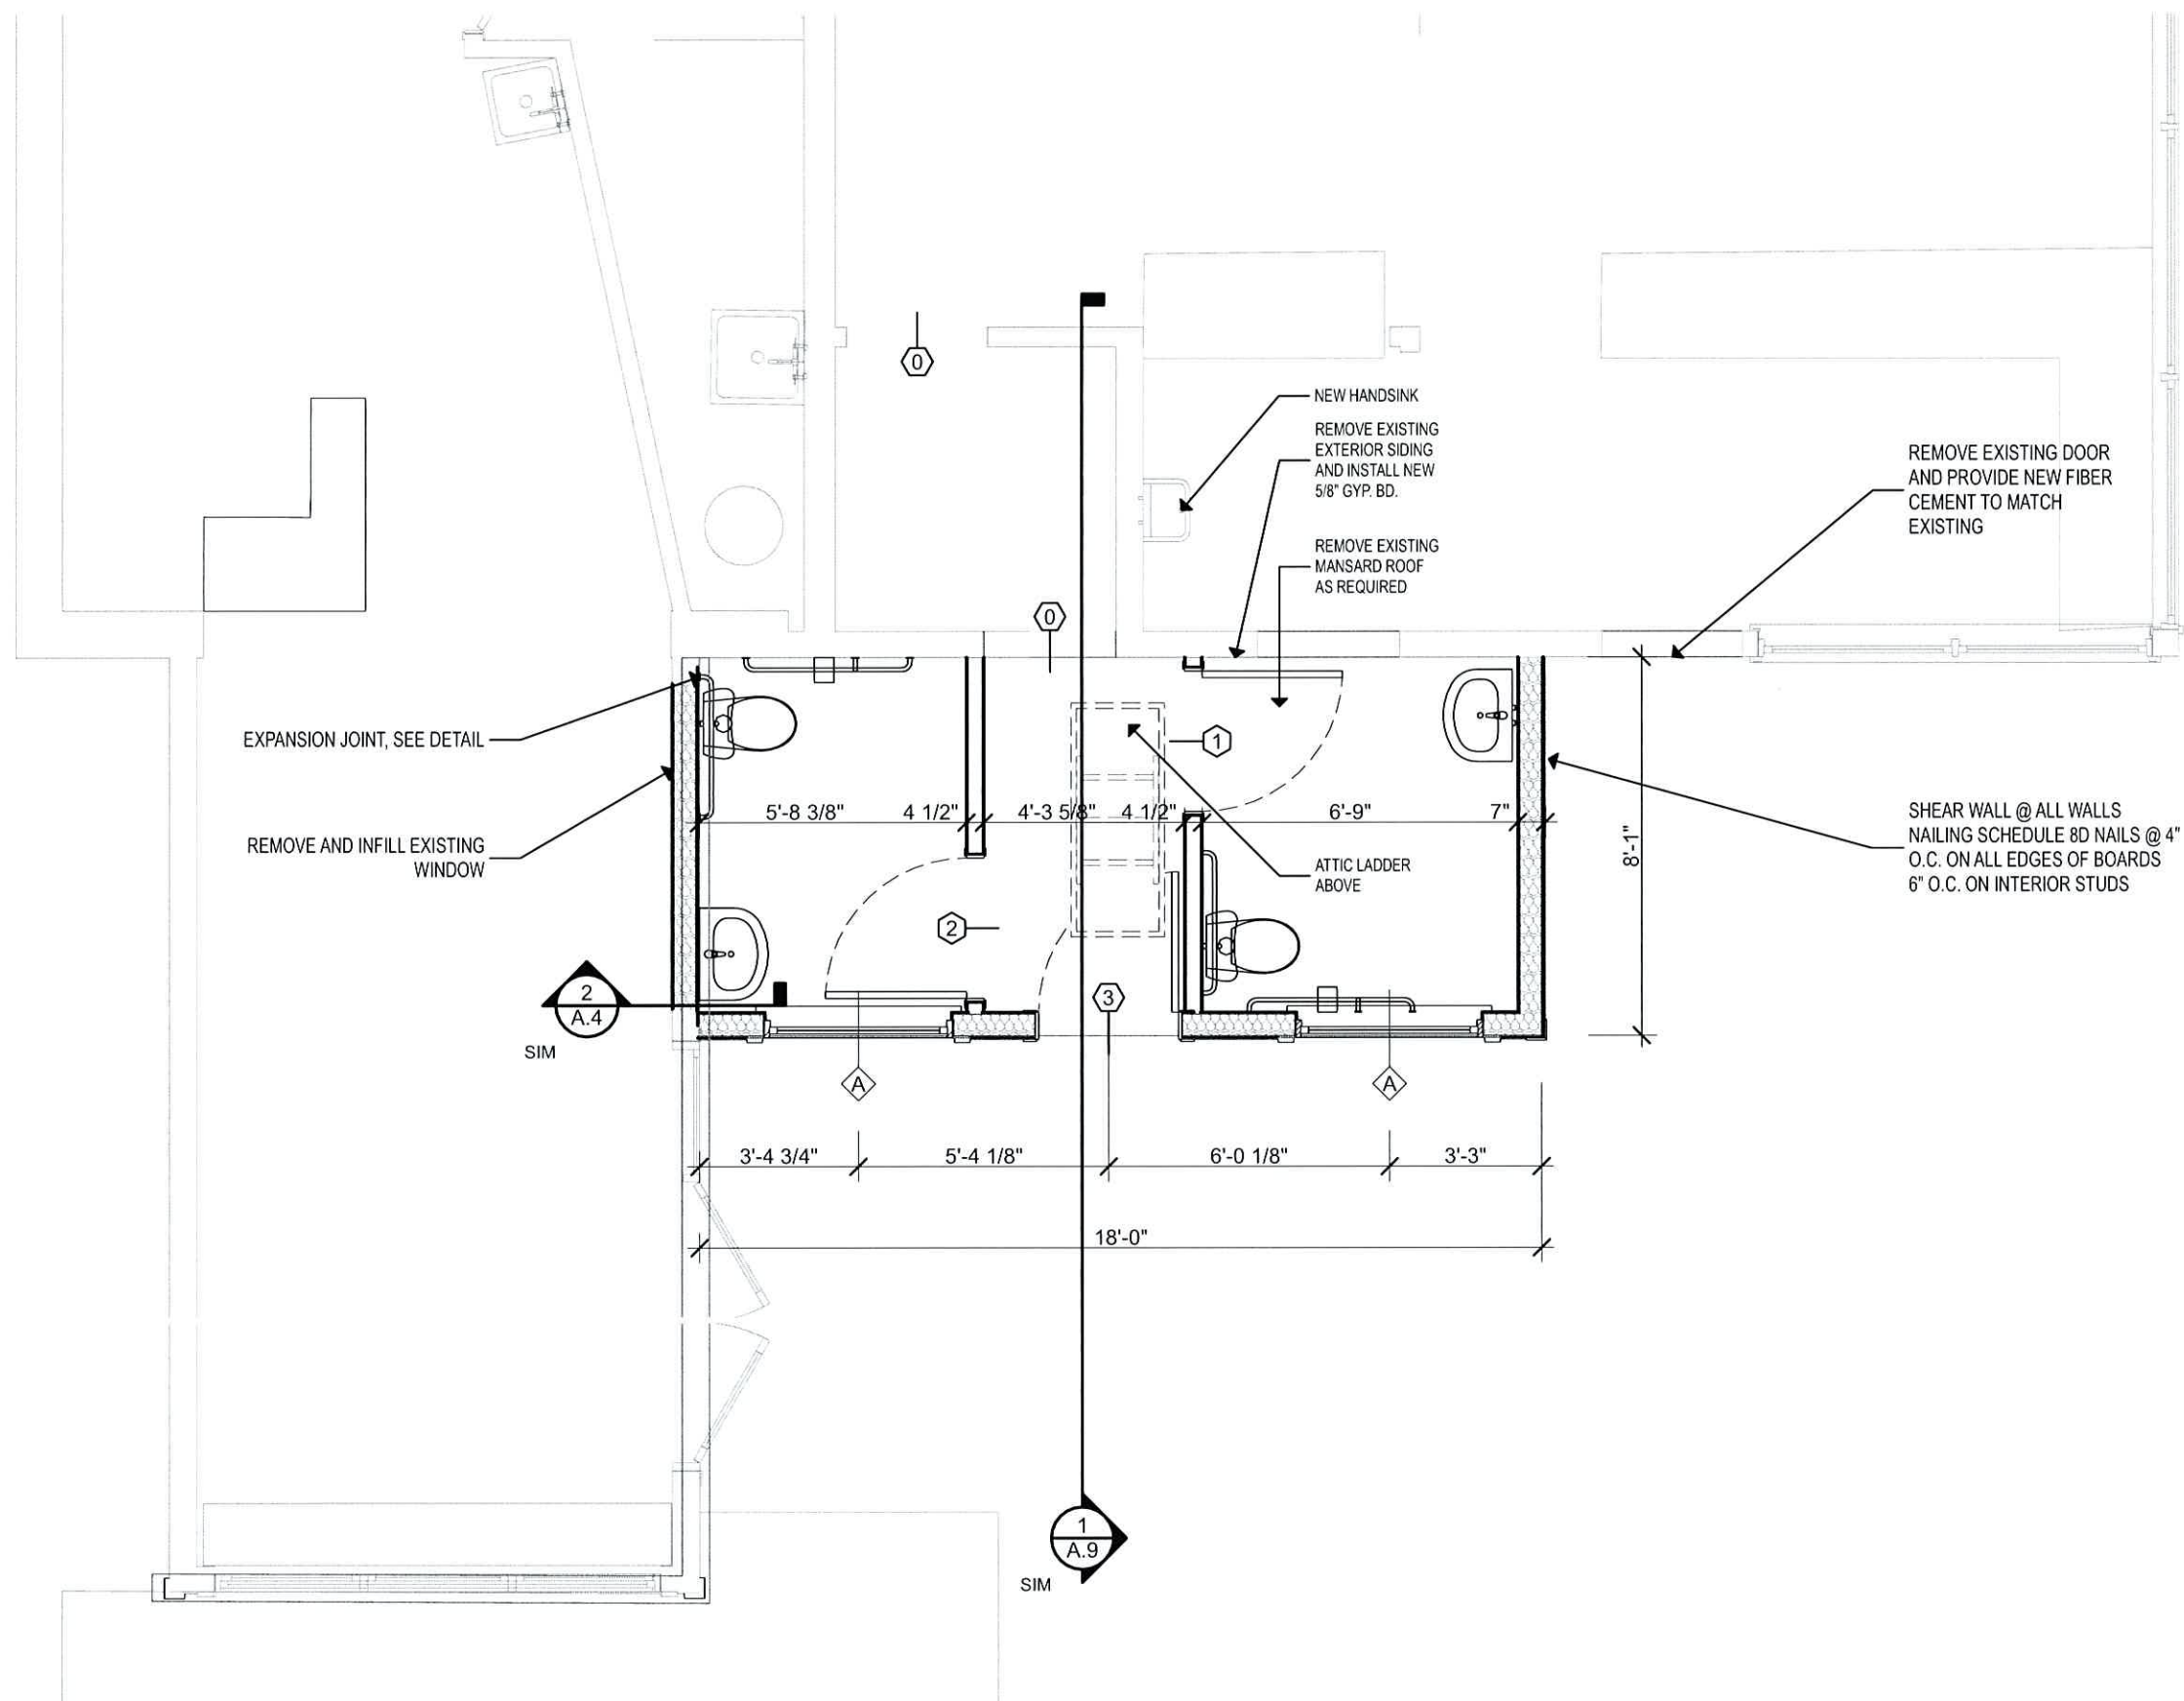 0
NEW HANDSINK
REMOVE EXISTING
EXTERIOR SIDING
AND INSTALL NEW
5/8" GYP. BD.
REMOVE EXISTING DOOR
AND PROVIDE NEW FIBER
CEMENT TO MATCH
EXISTING
REMOVE EXISTING
MANSARD ROOF
AS REQUIRED
0
EXPANSION JOINT, SEE DETAIL
1
5'-8 3/8" 4 1/2" 4'-3 5/8" 4 1/2" 6'-9" 7"
8'-1"
REMOVE AND INFILL EXISTING
WINDOW
ATTIC LADDER
ABOVE
SHEAR WALL @ ALL WALLS
NAILING SCHEDULE 8D NAILS @ 4"
O.C. ON ALL EDGES OF BOARDS
6" O.C. ON INTERIOR STUDS
2
2
A.4
SIM
3
A
A
3'-4 3/4" 5'-4 1/8" 6'-0 1/8" 3'-3"
18'-0"
1
A.9
SIM